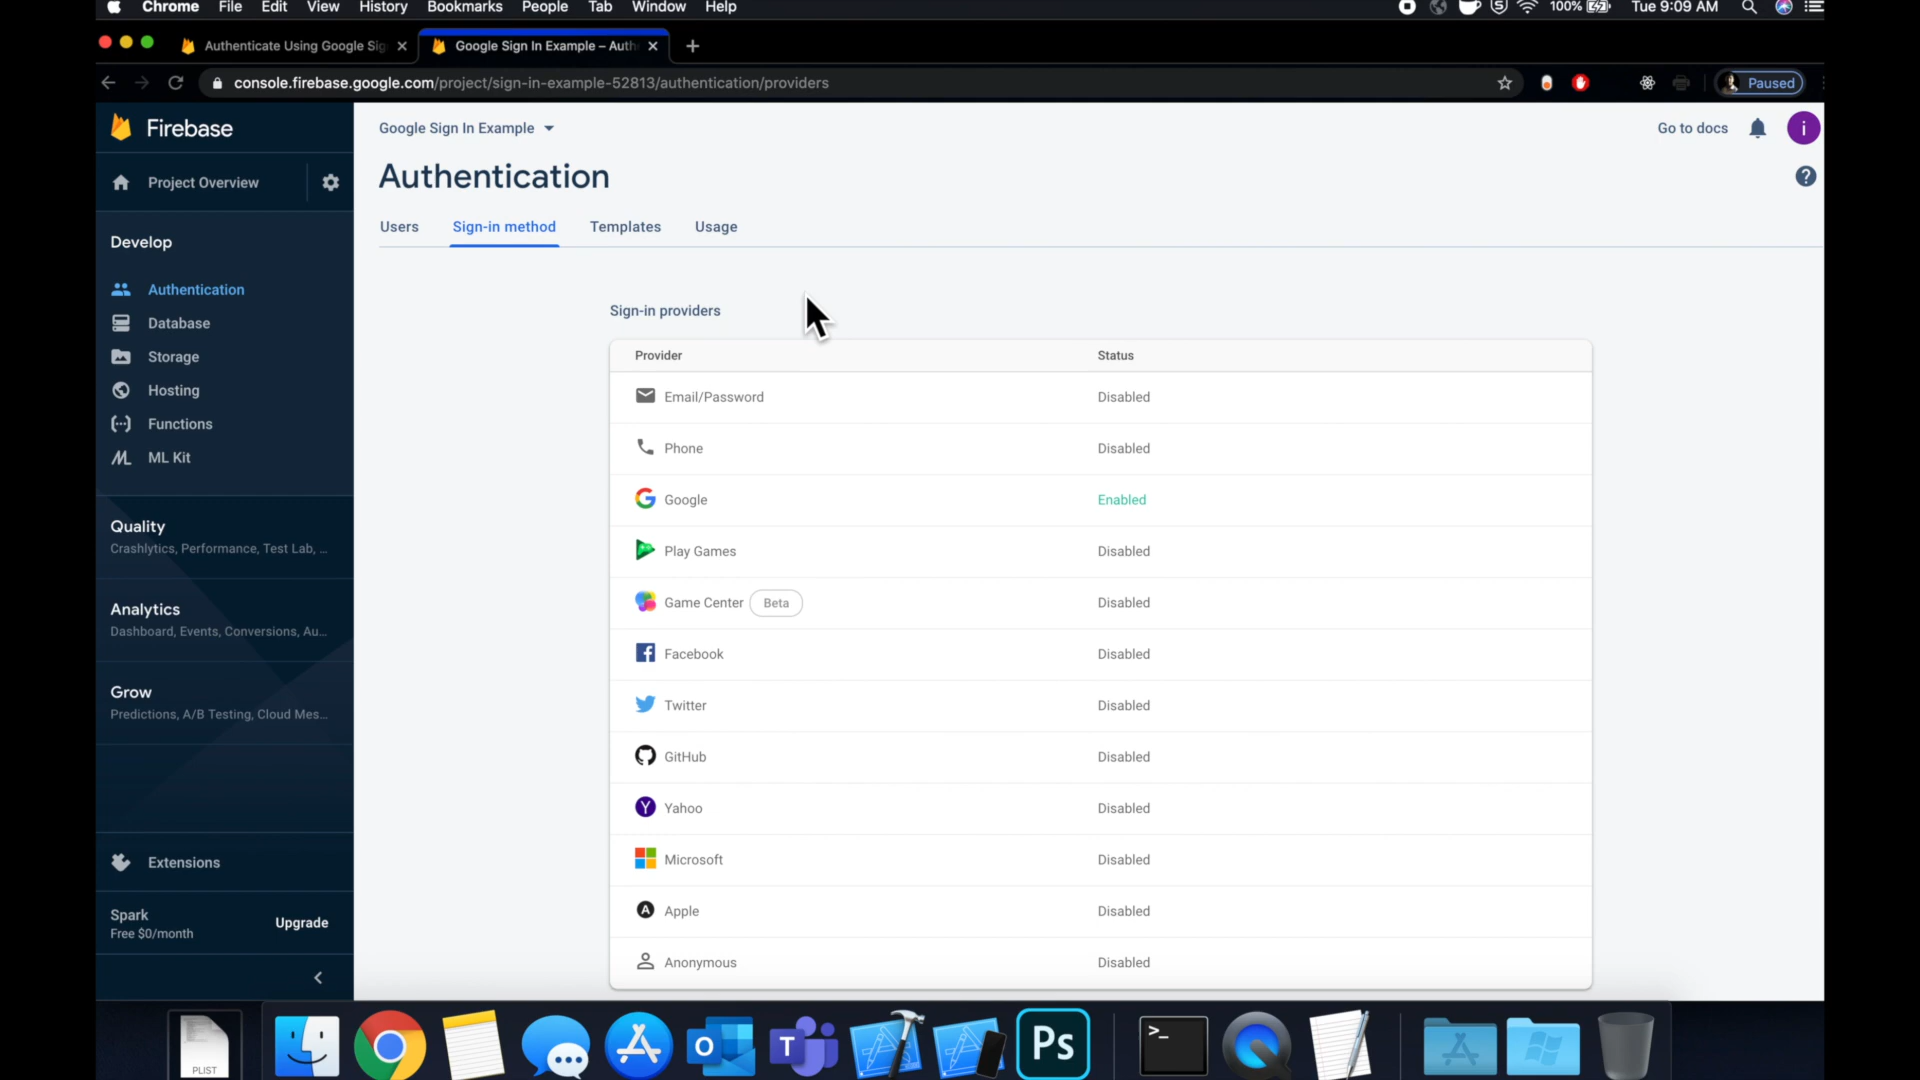 Chrome File Edit View History Bookmarks People Tab Window Help 100% Tue 9:09 AM
Authenticate Using Google Sig
Google Sign In Example – Auth
console.firebase.google.com/project/sign-in-example-52813/authentication/providers
Paused
Firebase
Google Sign In Example
Go to docs
i
Project Overview
Authentication
?
Users Sign-in method Templates Usage
Develop
Authentication
Database
Storage
Hosting
Functions
ML Kit
Quality
Crashlytics, Performance, Test Lab, ...
Analytics
Dashboard, Events, Conversions, Au...
Grow
Predictions, A/B Testing, Cloud Mes...
Extensions
Spark
Free $0/month
Upgrade
Sign-in providers
Provider Status
Email/Password Disabled
Phone Disabled
Google Enabled
Play Games Disabled
Game Center Beta Disabled
Facebook Disabled
Twitter Disabled
GitHub Disabled
Yahoo Disabled
Microsoft Disabled
Apple Disabled
Anonymous Disabled
PLIST
O
T
Ps
>_